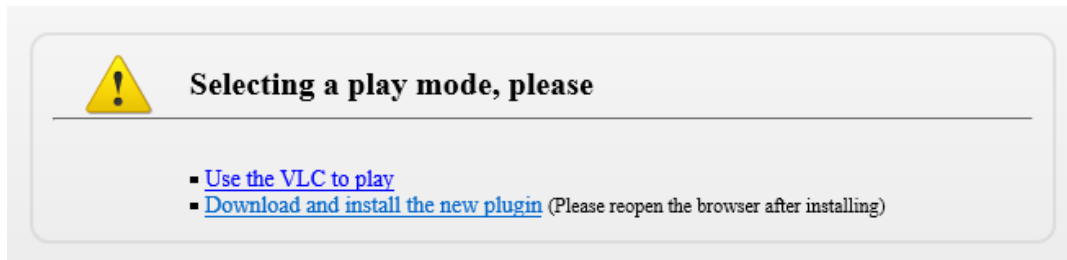 Selecting a play mode, please
Use the VLC to play
Download and install the new plugin (Please reopen the browser after installing)